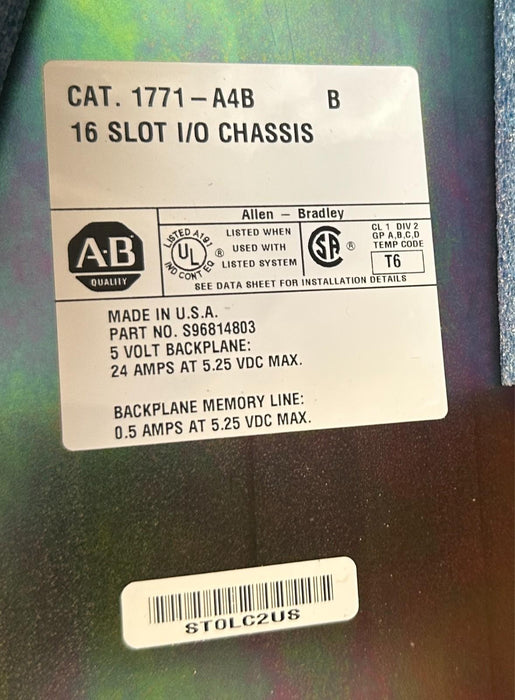 CAT. 1771-A4B B
16 SLOT I/O CHASSIS
Allen - Bradley
A·B
QUALITY
LISTED A191
UL ®
IND CONT EQ
LISTED WHEN
USED WITH
LISTED SYSTEM
SA ®
CL 1 DIV 2
GP A,B,C,D
TEMP CODE
T6
SEE DATA SHEET FOR INSTALLATION DETAILS
MADE IN U.S.A.
PART NO. S96814803
5 VOLT BACKPLANE:
24 AMPS AT 5.25 VDC MAX.
BACKPLANE MEMORY LINE:
0.5 AMPS AT 5.25 VDC MAX.
STOLC2US